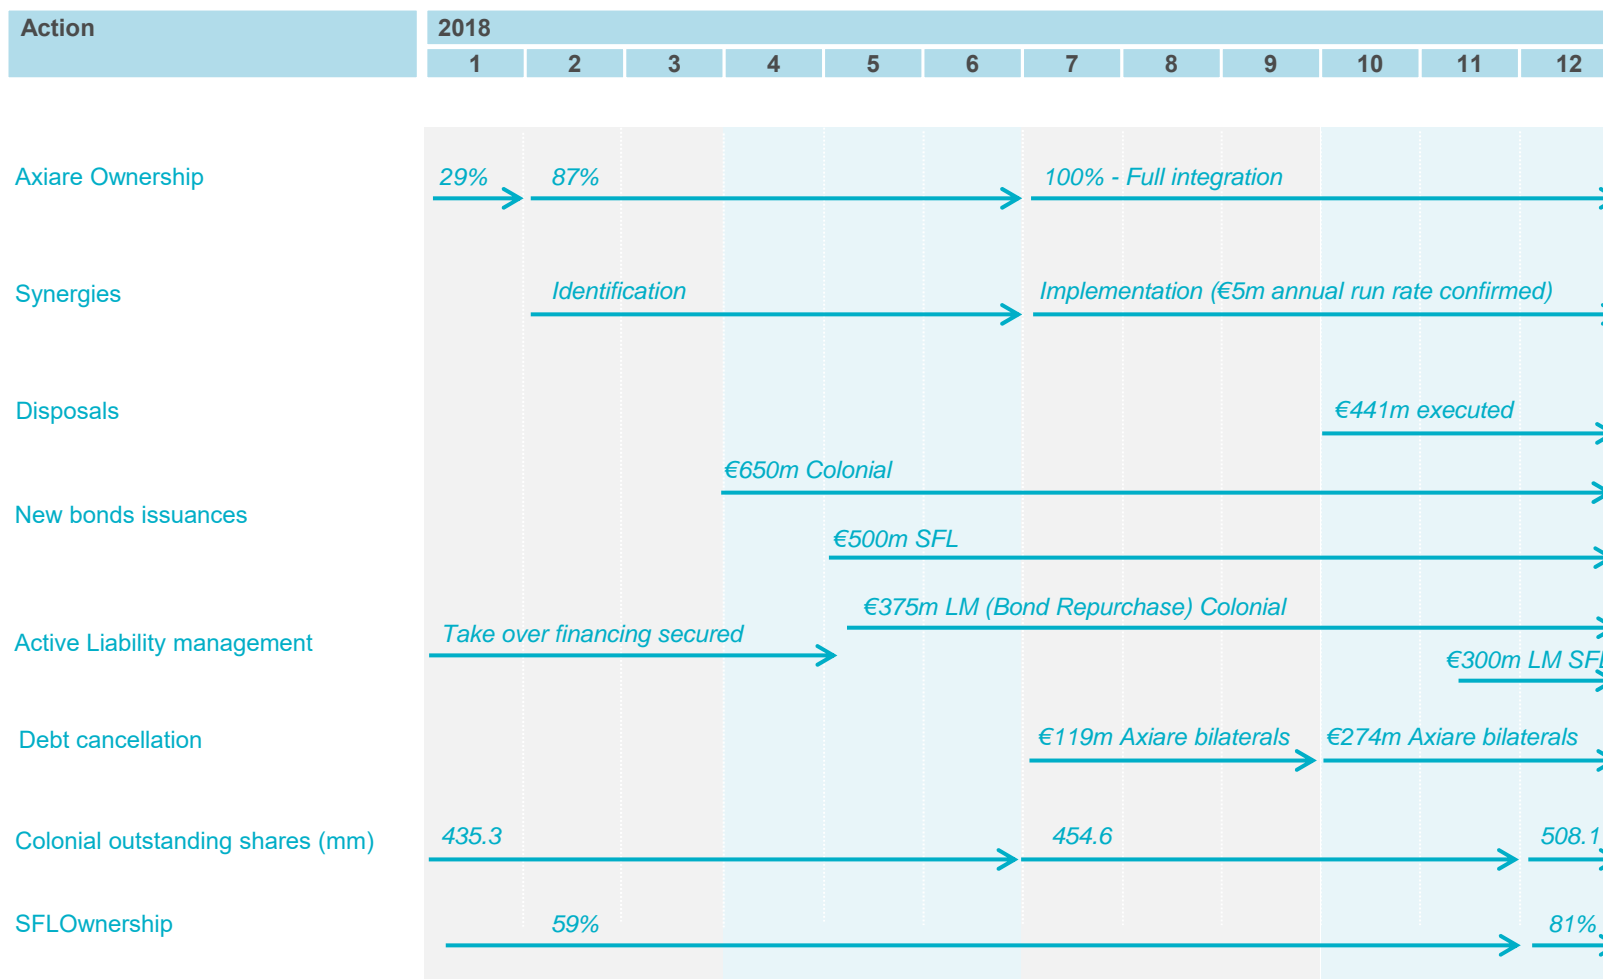 Action 2018
1 2 3 4 5 6 7 8 9 10 11 12
Axiare Ownership 29% 87% 100% - Full integration
Synergies Identification Implementation (€5m annual run rate confirmed)
Disposals €441m executed
€650m Colonial
New bonds issuances
€500m SFL
€375m LM (Bond Repurchase) Colonial
Active Liability management Take over financing secured
€300m LM SFL
Debt cancellation €119m Axiare bilaterals €274m Axiare bilaterals
Colonial outstanding shares (mm) 435.3 454.6 508.1
SFLOwnership 59% 81%